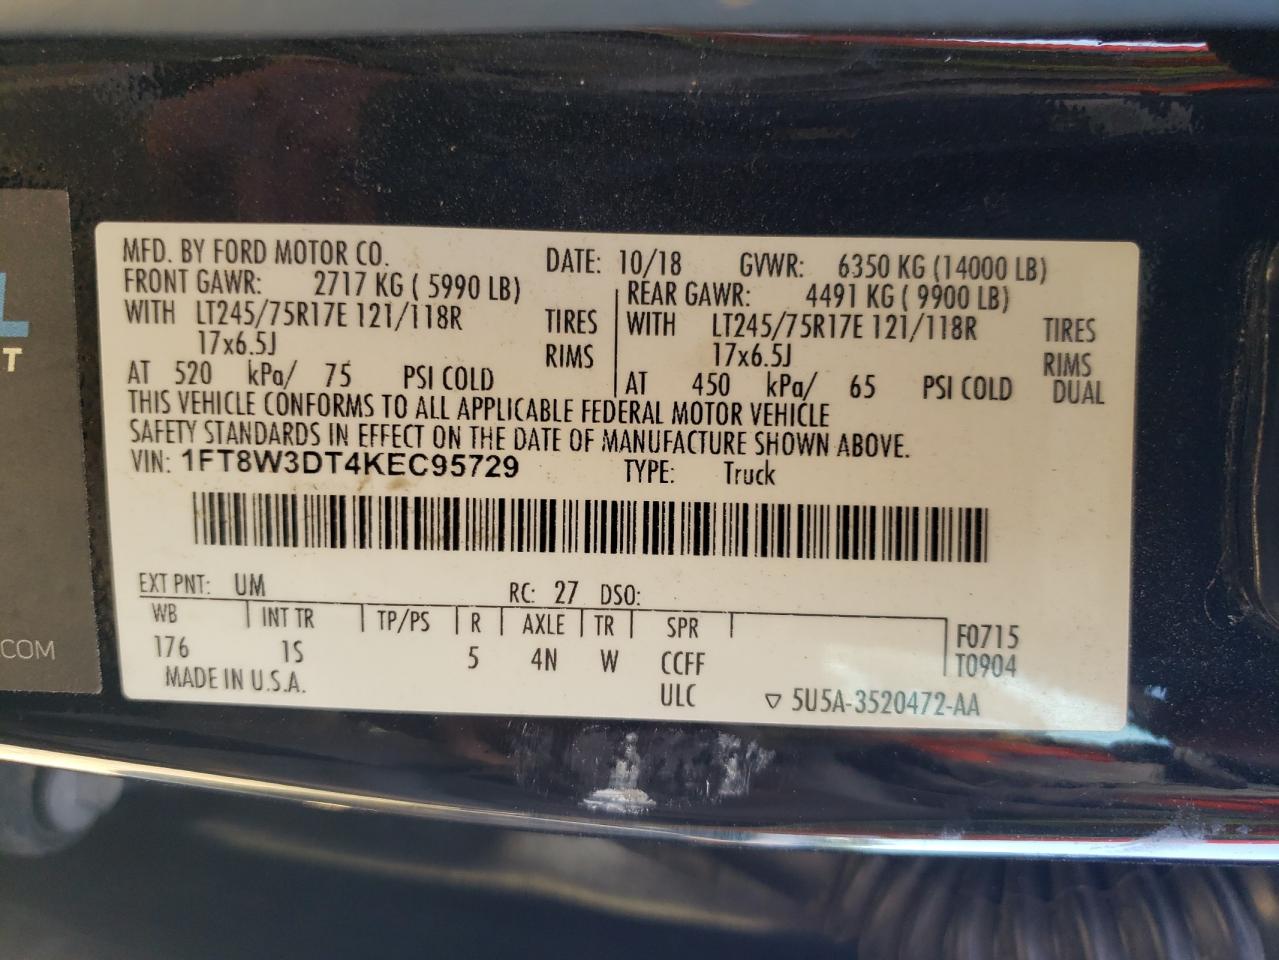 MFD. BY FORD MOTOR CO. DATE: 10/18 GVWR: 6350 KG (14000 LB)
FRONT GAWR: 2717 KG ( 5990 LB) REAR GAWR: 4491 KG ( 9900 LB)
WITH LT245/75R17E 121/118R TIRES WITH LT245/75R17E 121/118R TIRES
17x6.5J RIMS 17x6.5J RIMS
AT 520 kPa/ 75 PSI COLD AT 450 kPa/ 65 PSI COLD DUAL
THIS VEHICLE CONFORMS TO ALL APPLICABLE FEDERAL MOTOR VEHICLE
SAFETY STANDARDS IN EFFECT ON THE DATE OF MANUFACTURE SHOWN ABOVE.
VIN: 1FT8W3DT4KEC95729 TYPE: Truck
EXT PNT: UM RC: 27 DSO:
WB INT TR TP/PS R AXLE TR SPR F0715
176 1S 5 4N W CCFF T0904
MADE IN U.S.A. ULC ▽ 5U5A-3520472-AA
L
T
COM